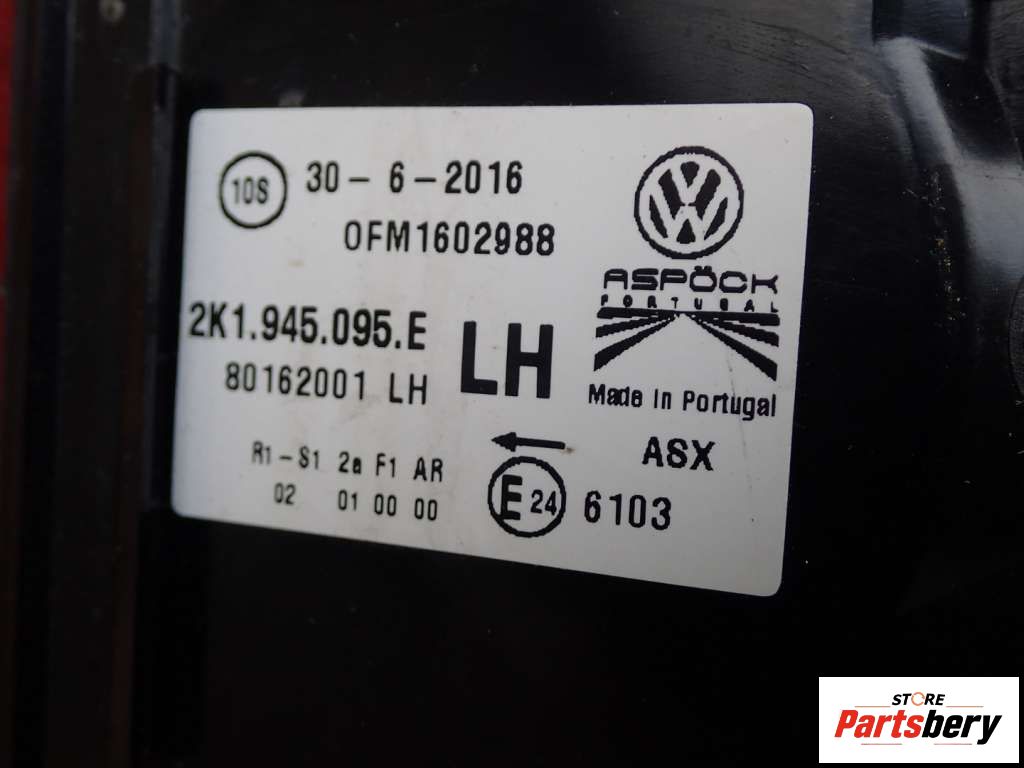 10S 30 - 6 - 2016
0FM1602988
ASPÖCK
PORTUGAL
2K1.945.095.E LH
80162001 LH
Made In Portugal
R1-S1 2a F1 AR
02 01 00 00
ASX
E24 6103
STORE
Partsbery